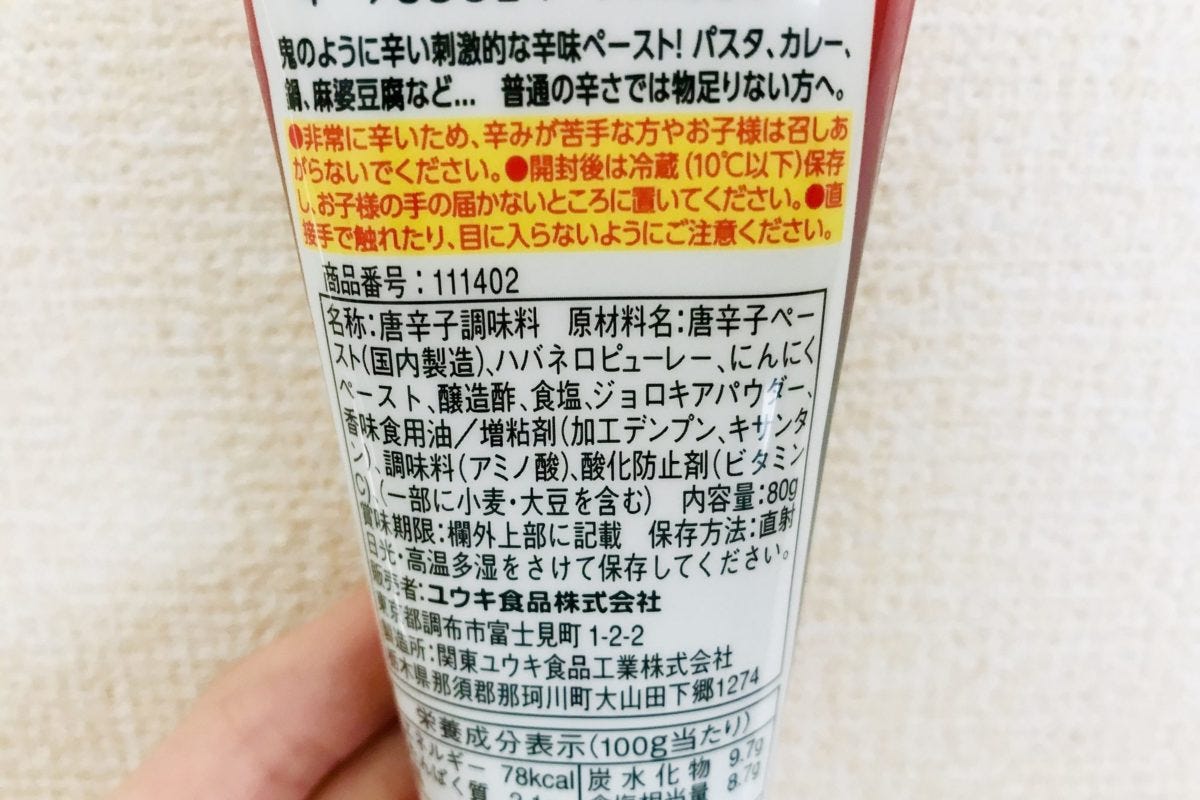 鬼のように辛い刺激的な辛味ペースト! パスタ、カレー、
鍋、麻婆豆腐など… 普通の辛さでは物足りない方へ。
●非常に辛いため、辛みが苦手な方やお子様は召しあ
がらないでください。●開封後は冷蔵(10℃以下)保存
し、お子様の手の届かないところに置いてください。●直
接手で触れたり、目に入らないようにご注意ください。
商品番号:111402
名称:唐辛子調味料 原材料名:唐辛子ペー
スト(国内製造)、ハバネロピューレー、にんにく
ペースト、醸造酢、食塩、ジョロキアパウダー、
香味食用油/増粘剤(加工デンプン、キサンタ
ン)、調味料(アミノ酸)、酸化防止剤(ビタミン
C)、(一部に小麦・大豆を含む) 内容量:80g
賞味期限:欄外上部に記載 保存方法:直射
日光・高温多湿をさけて保存してください。
販売者:ユウキ食品株式会社
東京都調布市富士見町1-2-2
製造所:関東ユウキ食品工業株式会社
栃木県那須郡那珂川町大山田下郷1274
栄養成分表示(100g当たり)
エネルギー 78kcal 炭水化物 9.7g
たんぱく質 食塩相当量 8.7g